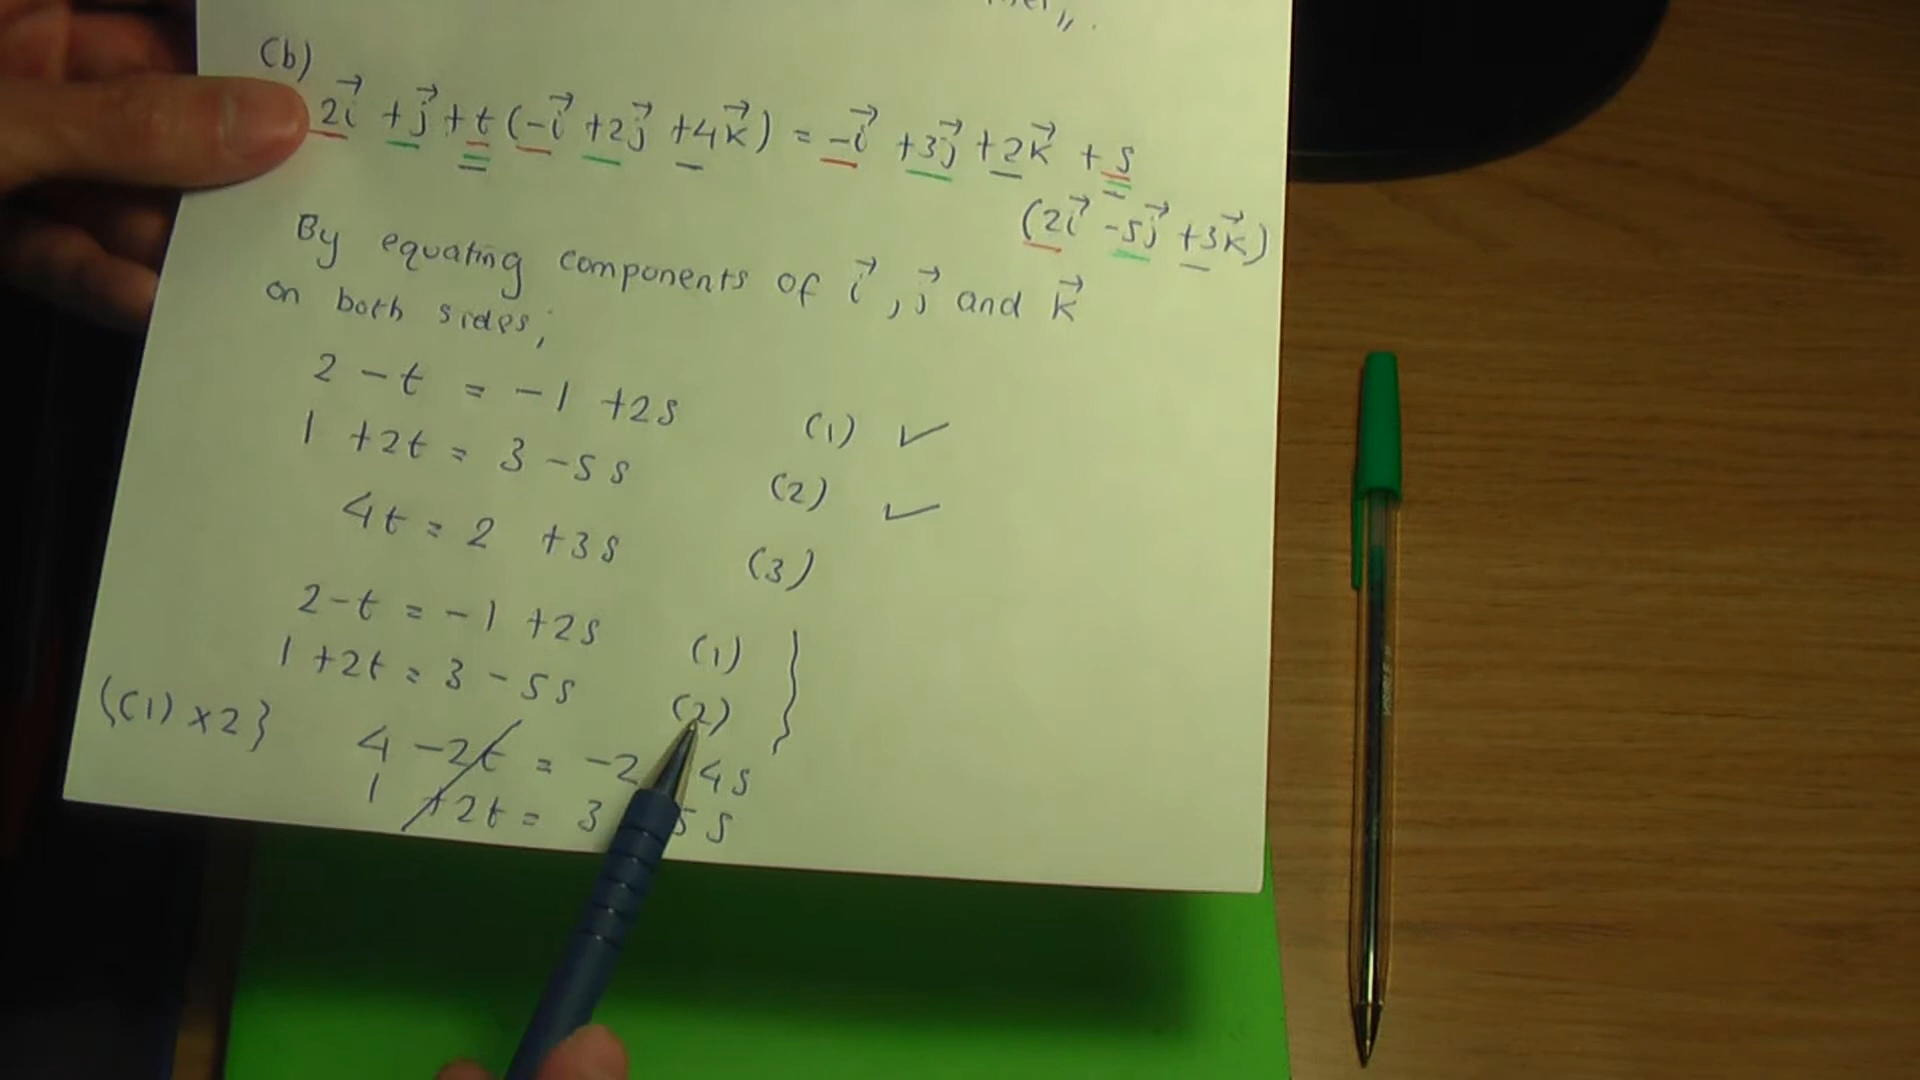 (b)
2i⃗ + j⃗ + t (-i⃗ + 2j⃗ + 4k⃗) = -i⃗ + 3j⃗ + 2k⃗ + s
(2i⃗ - 5j⃗ + 3k⃗)
By equating components of i⃗, j⃗ and k⃗
on both sides;
2 - t = -1 + 2s (1) ✓
1 + 2t = 3 - 5s (2) ✓
4t = 2 + 3s (3)
2 - t = -1 + 2s (1)
1 + 2t = 3 - 5s (2)
{(1) × 2} 4 - 2t = -2 4s
1 + 2t = 3 5s